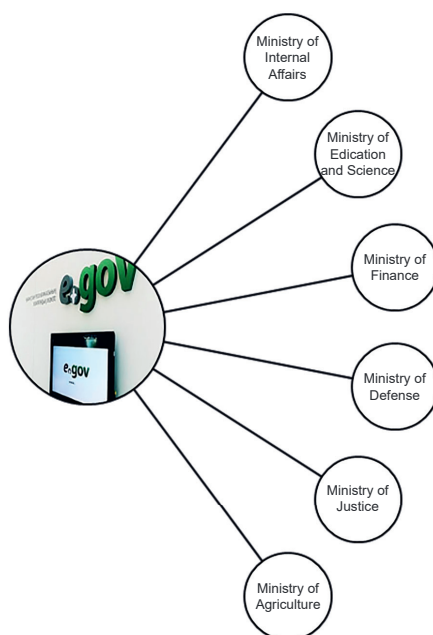 Ministry of
Internal
Affairs
Ministry of
Edication
and Science
Ministry of
Finance
Ministry of
Defense
Ministry of
Justice
Ministry of
Agriculture
egov
egov